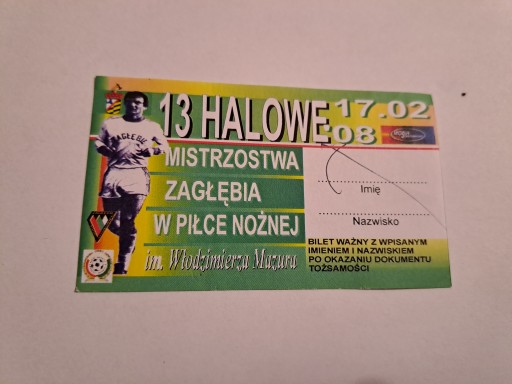 13 HALOWE
17.02
'08
MISTRZOSTWA
ZAGŁĘBIA
W PIŁCE NOŻNEJ
im. Włodzimierza Mazura
ZAGŁĘBIE
Imię
Nazwisko
BILET WAŻNY Z WPISANYM
IMIENIEM I NAZWISKIEM
PO OKAZANIU DOKUMENTU
TOŻSAMOŚCI